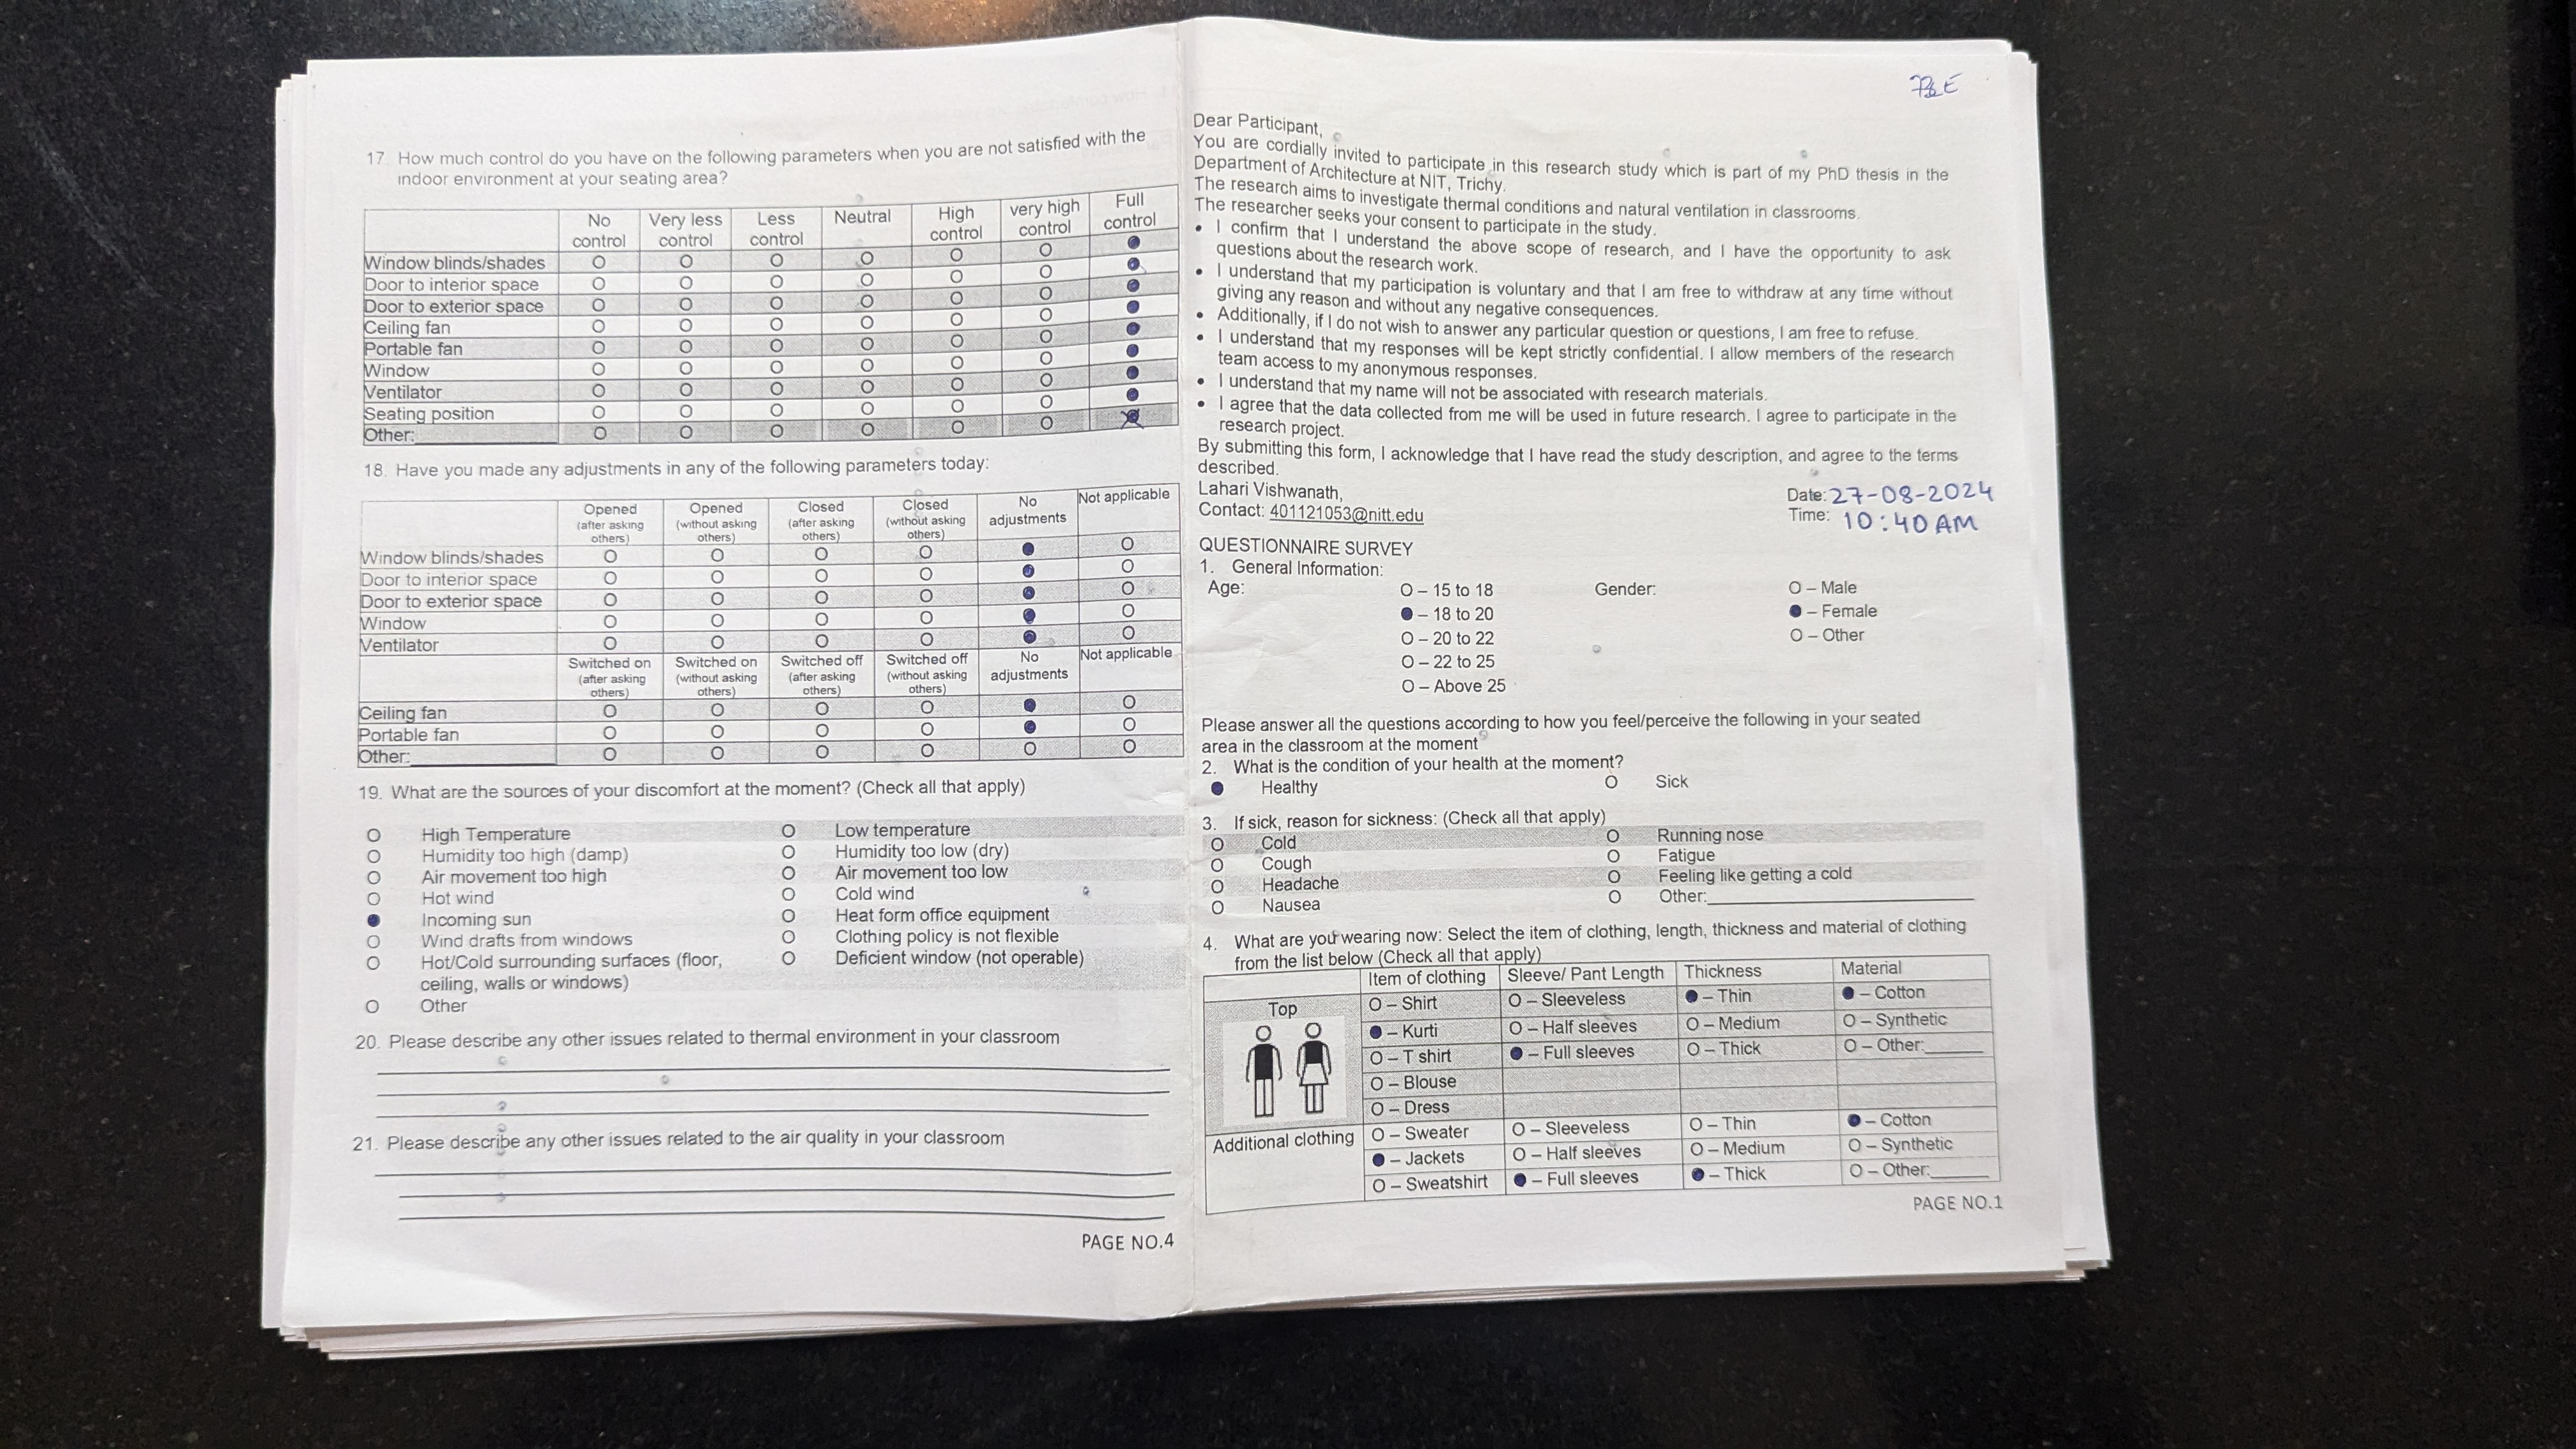 17. How much control do you have on the following parameters when you are not satisfied with the
indoor environment at your seating area?
No control | Very less control | Less control | Neutral | High control | very high control | Full control
Window blinds/shades O O O O O O ●
Door to interior space O O O O O O ●
Door to exterior space O O O O O O ●
Ceiling fan O O O O O O ●
Portable fan O O O O O O ●
Window O O O O O O ●
Ventilator O O O O O O ●
Seating position O O O O O O ●
Other:__________ O O O O O O
18. Have you made any adjustments in any of the following parameters today:
Opened (after asking others) | Opened (without asking others) | Closed (after asking others) | Closed (without asking others) | No adjustments | Not applicable
Window blinds/shades O O O O ● O
Door to interior space O O O O ● O
Door to exterior space O O O O ● O
Window O O O O ● O
Ventilator O O O O ● O
Switched on (after asking others) | Switched on (without asking others) | Switched off (after asking others) | Switched off (without asking others) | No adjustments | Not applicable
Ceiling fan O O O O ● O
Portable fan O O O O ● O
Other:__________ O O O O O O
19. What are the sources of your discomfort at the moment? (Check all that apply)
O High Temperature O Low temperature
O Humidity too high (damp) O Humidity too low (dry)
O Air movement too high O Air movement too low
O Hot wind O Cold wind
● Incoming sun O Heat form office equipment
O Wind drafts from windows O Clothing policy is not flexible
O Hot/Cold surrounding surfaces (floor, O Deficient window (not operable)
ceiling, walls or windows)
O Other
20. Please describe any other issues related to thermal environment in your classroom
21. Please describe any other issues related to the air quality in your classroom
PAGE NO.4
Dear Participant,
You are cordially invited to participate in this research study which is part of my PhD thesis in the
Department of Architecture at NIT, Trichy.
The research aims to investigate thermal conditions and natural ventilation in classrooms.
The researcher seeks your consent to participate in the study.
• I confirm that I understand the above scope of research, and I have the opportunity to ask
questions about the research work.
• I understand that my participation is voluntary and that I am free to withdraw at any time without
giving any reason and without any negative consequences.
• Additionally, if I do not wish to answer any particular question or questions, I am free to refuse.
• I understand that my responses will be kept strictly confidential. I allow members of the research
team access to my anonymous responses.
• I understand that my name will not be associated with research materials.
• I agree that the data collected from me will be used in future research. I agree to participate in the
research project.
By submitting this form, I acknowledge that I have read the study description, and agree to the terms
described.
Lahari Vishwanath, Date: 27-08-2024
Contact: 401121053@nitt.edu Time: 10:40 AM
QUESTIONNAIRE SURVEY
1. General Information:
Age: O – 15 to 18 Gender: O – Male
● – 18 to 20 ● – Female
O – 20 to 22 O – Other
O – 22 to 25
O – Above 25
Please answer all the questions according to how you feel/perceive the following in your seated
area in the classroom at the moment
2. What is the condition of your health at the moment?
● Healthy O Sick
3. If sick, reason for sickness: (Check all that apply)
O Cold O Running nose
O Cough O Fatigue
O Headache O Feeling like getting a cold
O Nausea O Other:__________
4. What are you wearing now: Select the item of clothing, length, thickness and material of clothing
from the list below (Check all that apply)
Item of clothing | Sleeve/ Pant Length | Thickness | Material
Top | O – Shirt | O – Sleeveless | ● – Thin | ● – Cotton
● – Kurti | O – Half sleeves | O – Medium | O – Synthetic
O – T shirt | ● – Full sleeves | O – Thick | O – Other:______
O – Blouse
O – Dress
Additional clothing | O – Sweater | O – Sleeveless | O – Thin | ● – Cotton
● – Jackets | O – Half sleeves | O – Medium | O – Synthetic
O – Sweatshirt | ● – Full sleeves | ● – Thick | O – Other:______
PAGE NO.1